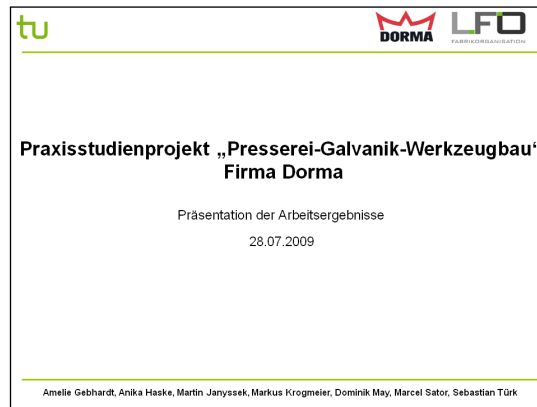 tu
DORMA
LFO
FABRIKORGANISATION
Praxisstudienprojekt „Presserei-Galvanik-Werkzeugbau“
Firma Dorma
Präsentation der Arbeitsergebnisse
28.07.2009
Amelie Gebhardt, Anika Haske, Martin Janyssek, Markus Krogmeier, Dominik May, Marcel Sator, Sebastian Türk